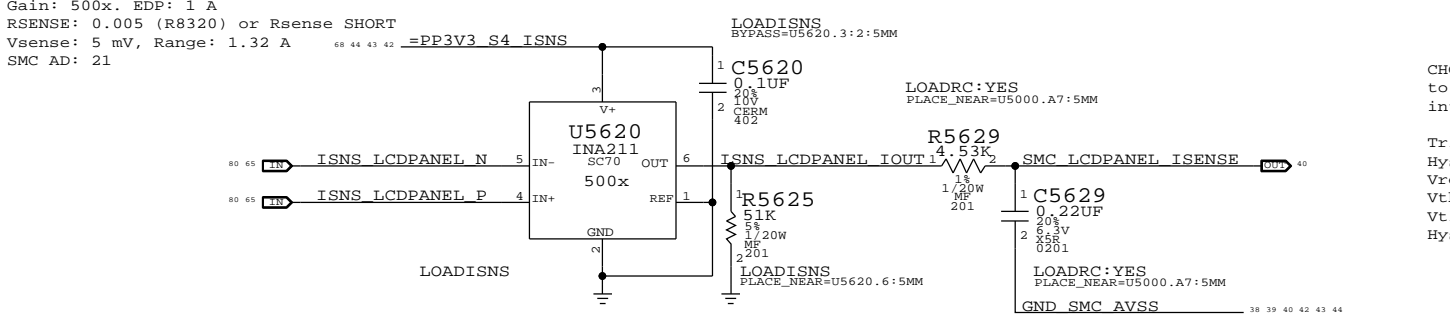 Gain: 500x. EDP: 1 A
RSENSE: 0.005 (R8320) or Rsense SHORT
Vsense: 5 mV, Range: 1.32 A
SMC AD: 21
68 44 43 42 =PP3V3_S4_ISNS
LOADISNS
BYPASS=U5620.3:2:5MM
1 C5620
0.1UF
20%
10V
2 CERM
402
LOADRC:YES
PLACE_NEAR=U5000.A7:5MM
3
V+
U5620
INA211
SC70
500x
80 65 IN ISNS_LCDPANEL_N 5 IN-
80 65 IN ISNS_LCDPANEL_P 4 IN+
OUT 6 ISNS_LCDPANEL_IOUT
REF 1
GND
2
R5629
1 4.53K 2
1%
1/20W
MF
201
SMC_LCDPANEL_ISENSE OUT 40
1 R5625
51K
5%
1/20W
MF
2 201
1 C5629
0.22UF
20%
6.3V
2 X5R
0201
LOADISNS
LOADISNS
PLACE_NEAR=U5620.6:5MM
LOADRC:YES
PLACE_NEAR=U5000.A7:5MM
GND_SMC_AVSS 38 39 40 42 43 44
to
in
Tr
Hy
Vr
Vt
Vt
Hy